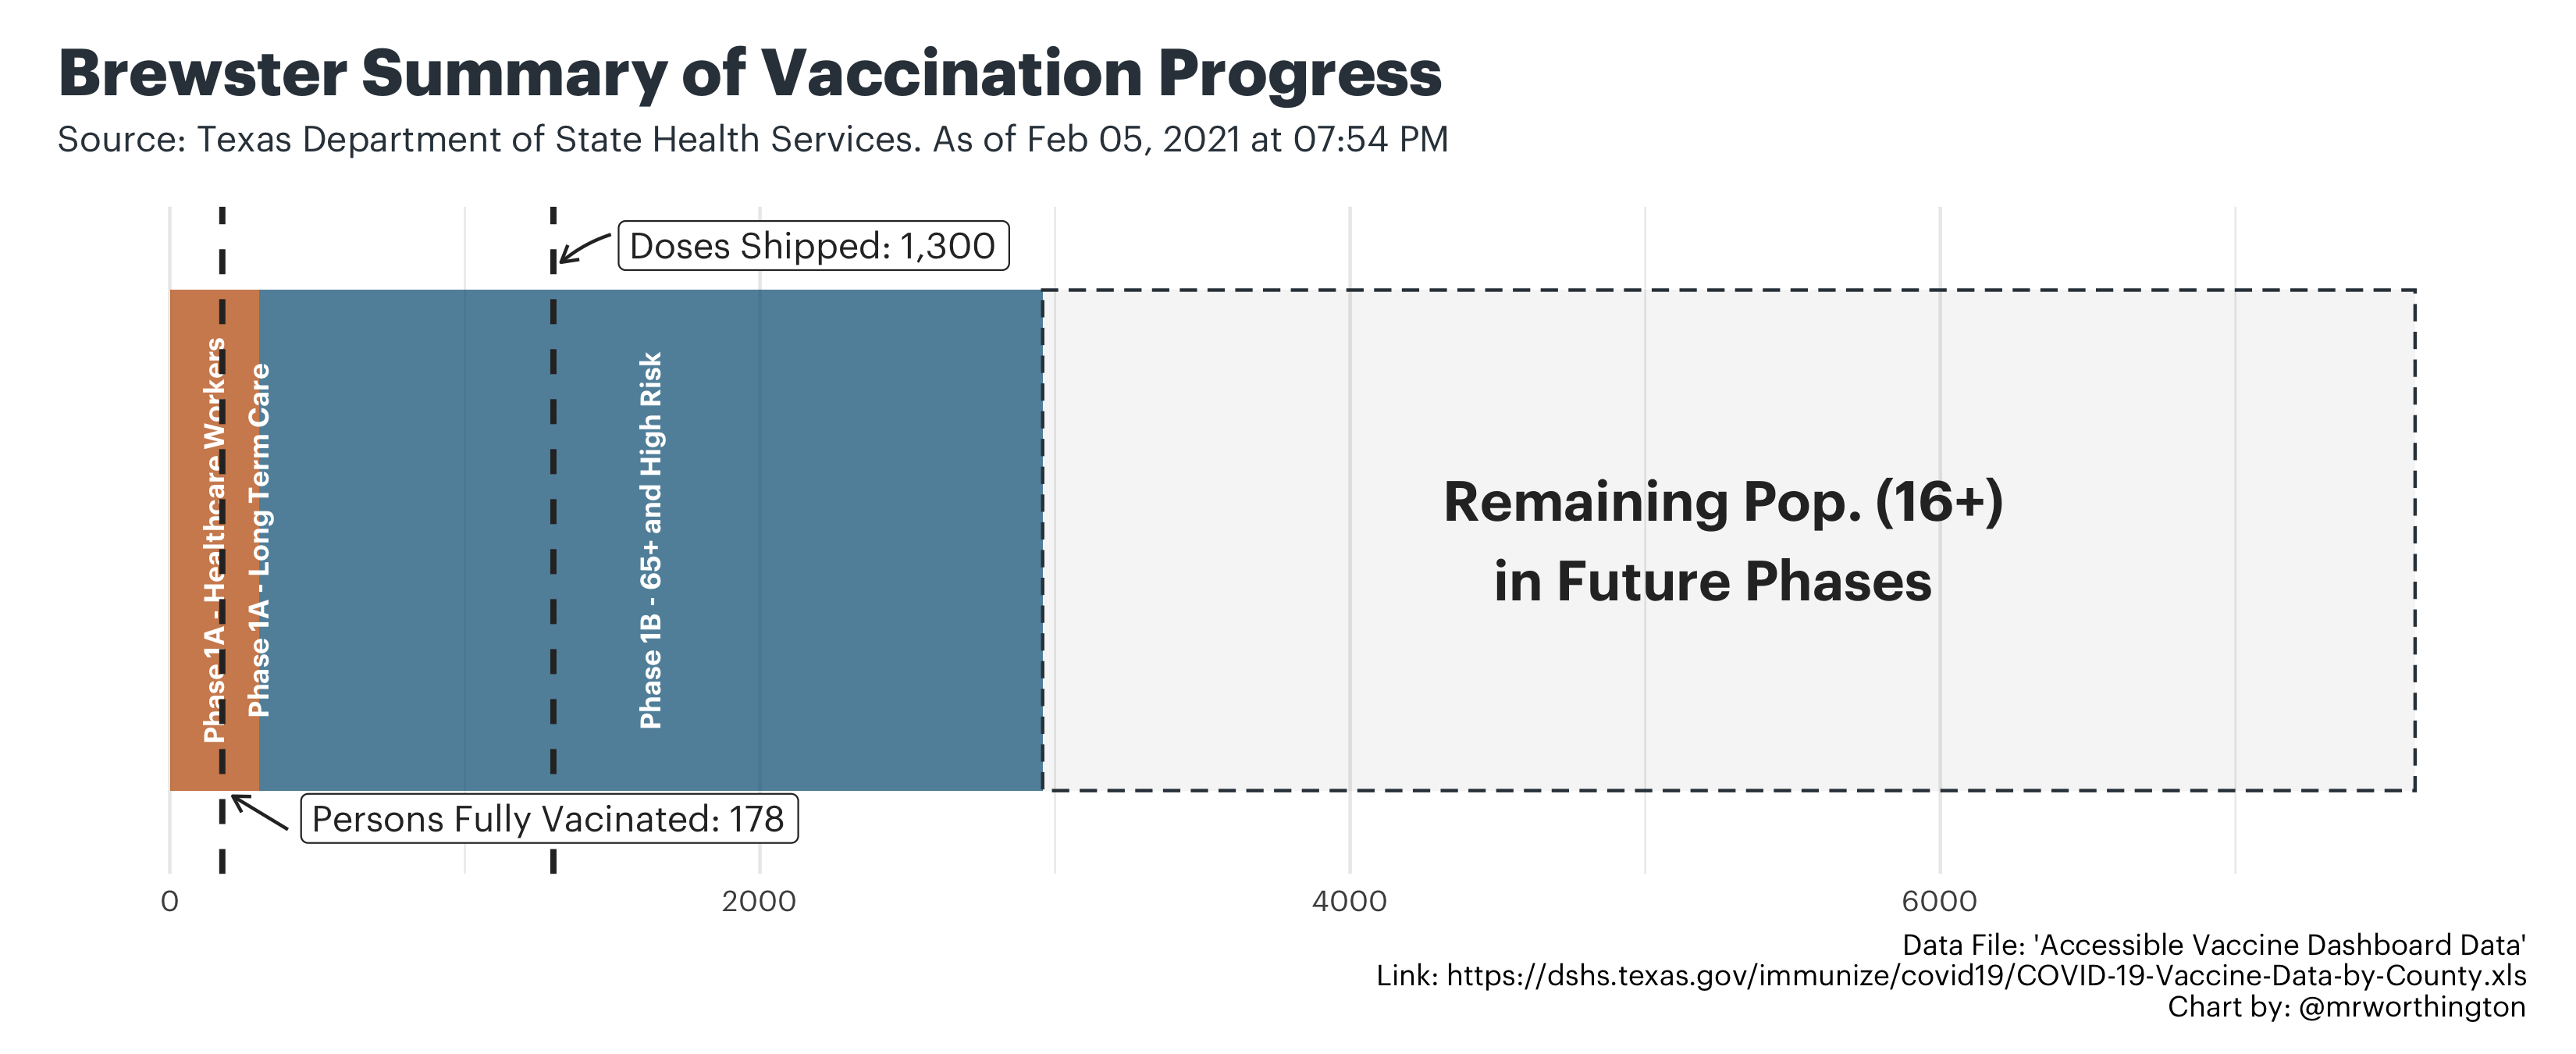 Brewster Summary of Vaccination Progress
Source: Texas Department of State Health Services. As of Feb 05, 2021 at 07:54 PM
Doses Shipped: 1,300
Phase 1A - Healthcare Workers
Phase 1A - Long Term Care
Phase 1B - 65+ and High Risk
Remaining Pop. (16+)
in Future Phases
Persons Fully Vacinated: 178
0 2000 4000 6000
Data File: 'Accessible Vaccine Dashboard Data'
Link: https://dshs.texas.gov/immunize/covid19/COVID-19-Vaccine-Data-by-County.xls
Chart by: @mrworthington